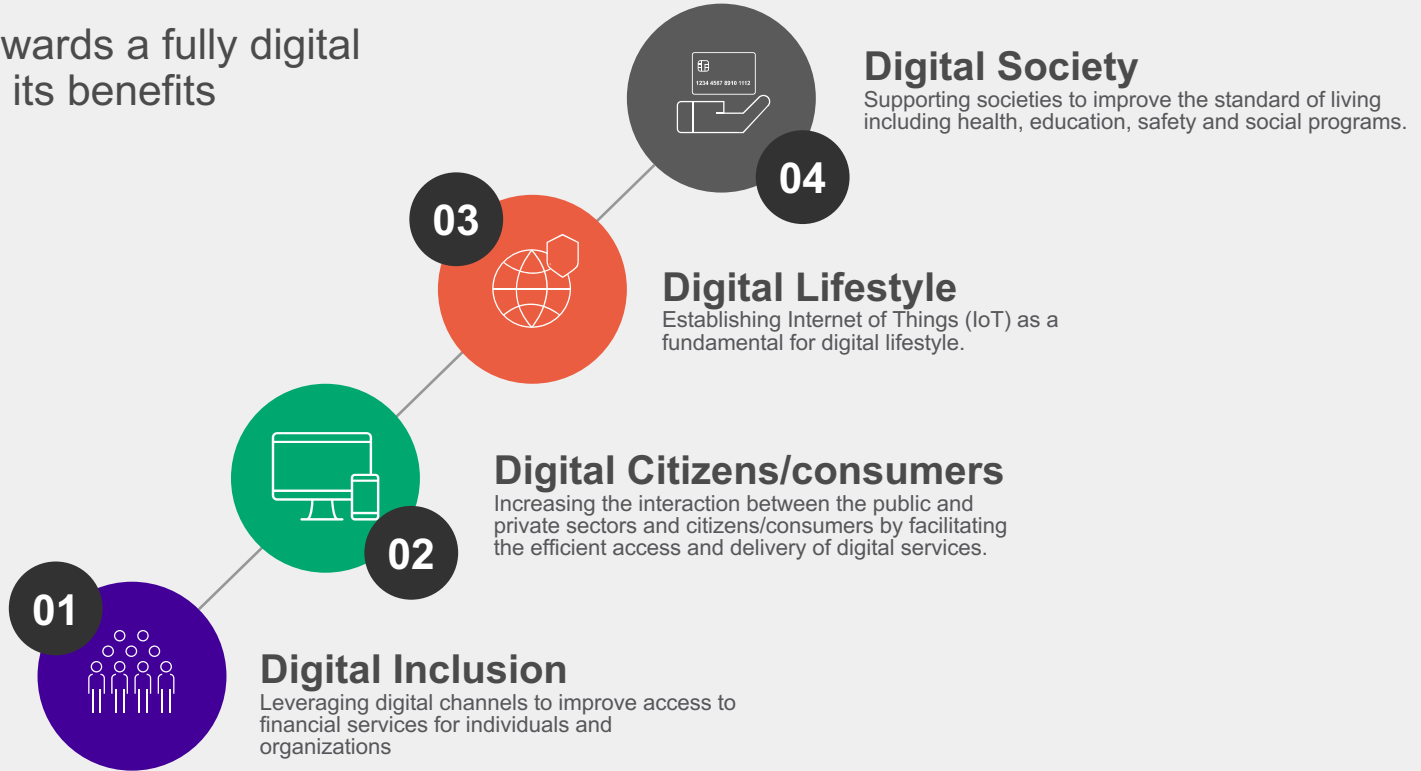 wards a fully digital
its benefits
1234 4567 8910 1112
Digital Society
Supporting societies to improve the standard of living
including health, education, safety and social programs.
04
03
Digital Lifestyle
Establishing Internet of Things (IoT) as a
fundamental for digital lifestyle.
Digital Citizens/consumers
Increasing the interaction between the public and
private sectors and citizens/consumers by facilitating
the efficient access and delivery of digital services.
02
01
Digital Inclusion
Leveraging digital channels to improve access to
financial services for individuals and
organizations